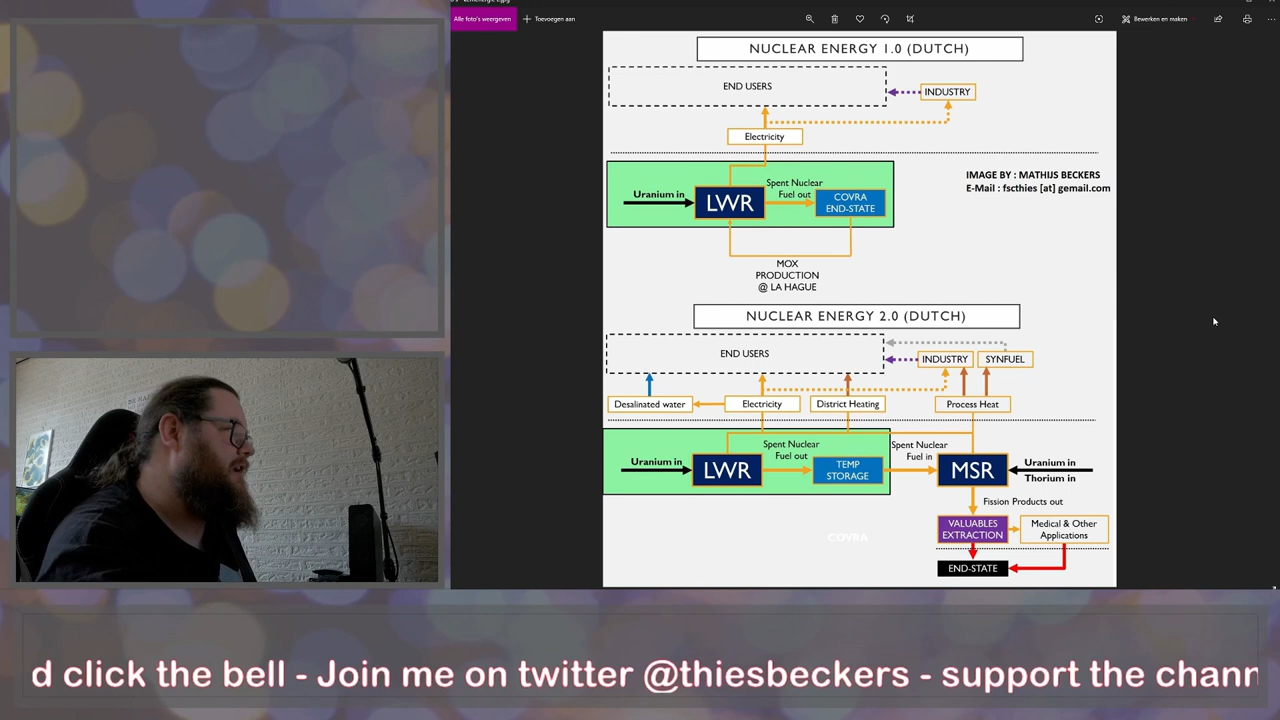 Alle foto's weergeven
Toevoegen aan
Bewerken en maken
NUCLEAR ENERGY 1.0 (DUTCH)
END USERS
INDUSTRY
Electricity
IMAGE BY : MATHIJS BECKERS
E-Mail : fscthies [at] gemail.com
Uranium in
LWR
Spent Nuclear
Fuel out
COVRA
END-STATE
MOX
PRODUCTION
@ LA HAGUE
NUCLEAR ENERGY 2.0 (DUTCH)
END USERS
INDUSTRY
SYNFUEL
Desalinated water
Electricity
District Heating
Process Heat
Uranium in
LWR
Spent Nuclear
Fuel out
TEMP
STORAGE
Spent Nuclear
Fuel in
MSR
Uranium in
Thorium in
Fission Products out
VALUABLES
EXTRACTION
Medical & Other
Applications
COVRA
END-STATE
d click the bell - Join me on twitter @thiesbeckers - support the chann